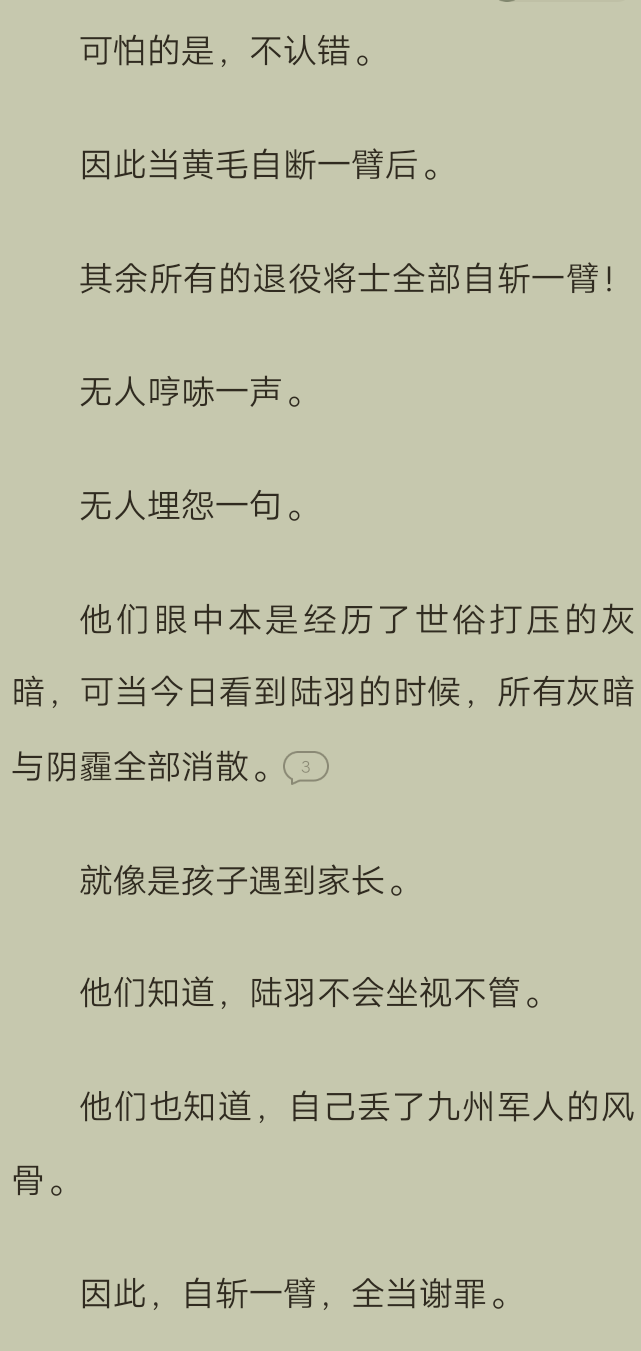 可怕的是，不认错。
因此当黄毛自断一臂后。
其余所有的退役将士全部自斩一臂！
无人哼哧一声。
无人埋怨一句。
他们眼中本是经历了世俗打压的灰
暗，可当今日看到陆羽的时候，所有灰暗
与阴霾全部消散。3
就像是孩子遇到家长。
他们知道，陆羽不会坐视不管。
他们也知道，自己丢了九州军人的风
骨。
因此，自斩一臂，全当谢罪。